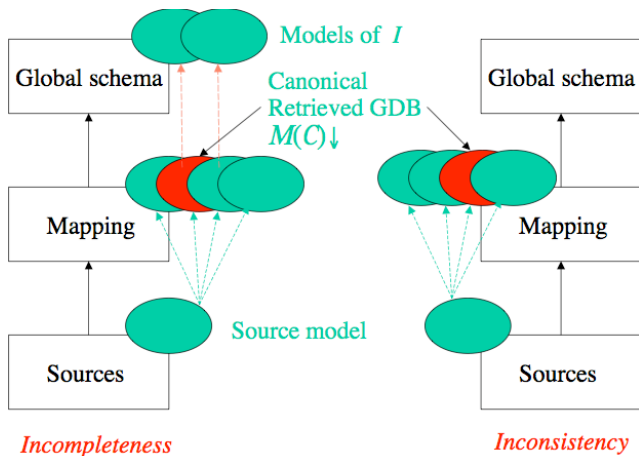 Models of I
Global schema
Global schema
Canonical
Retrieved GDB
M(C)↓
Mapping
Mapping
Source model
Sources
Sources
Incompleteness
Inconsistency